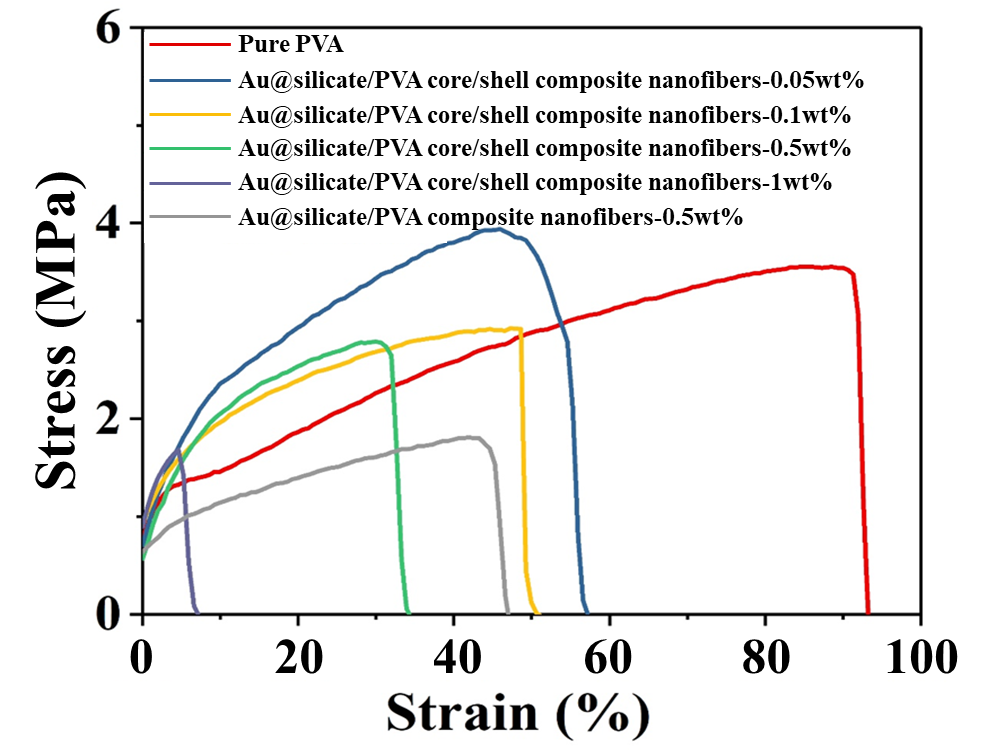 6
Pure PVA
Au@silicate/PVA core/shell composite nanofibers-0.05wt%
Au@silicate/PVA core/shell composite nanofibers-0.1wt%
Au@silicate/PVA core/shell composite nanofibers-0.5wt%
Au@silicate/PVA core/shell composite nanofibers-1wt%
Au@silicate/PVA composite nanofibers-0.5wt%
4
Stress (MPa)
2
0
0 20 40 60 80 100
Strain (%)